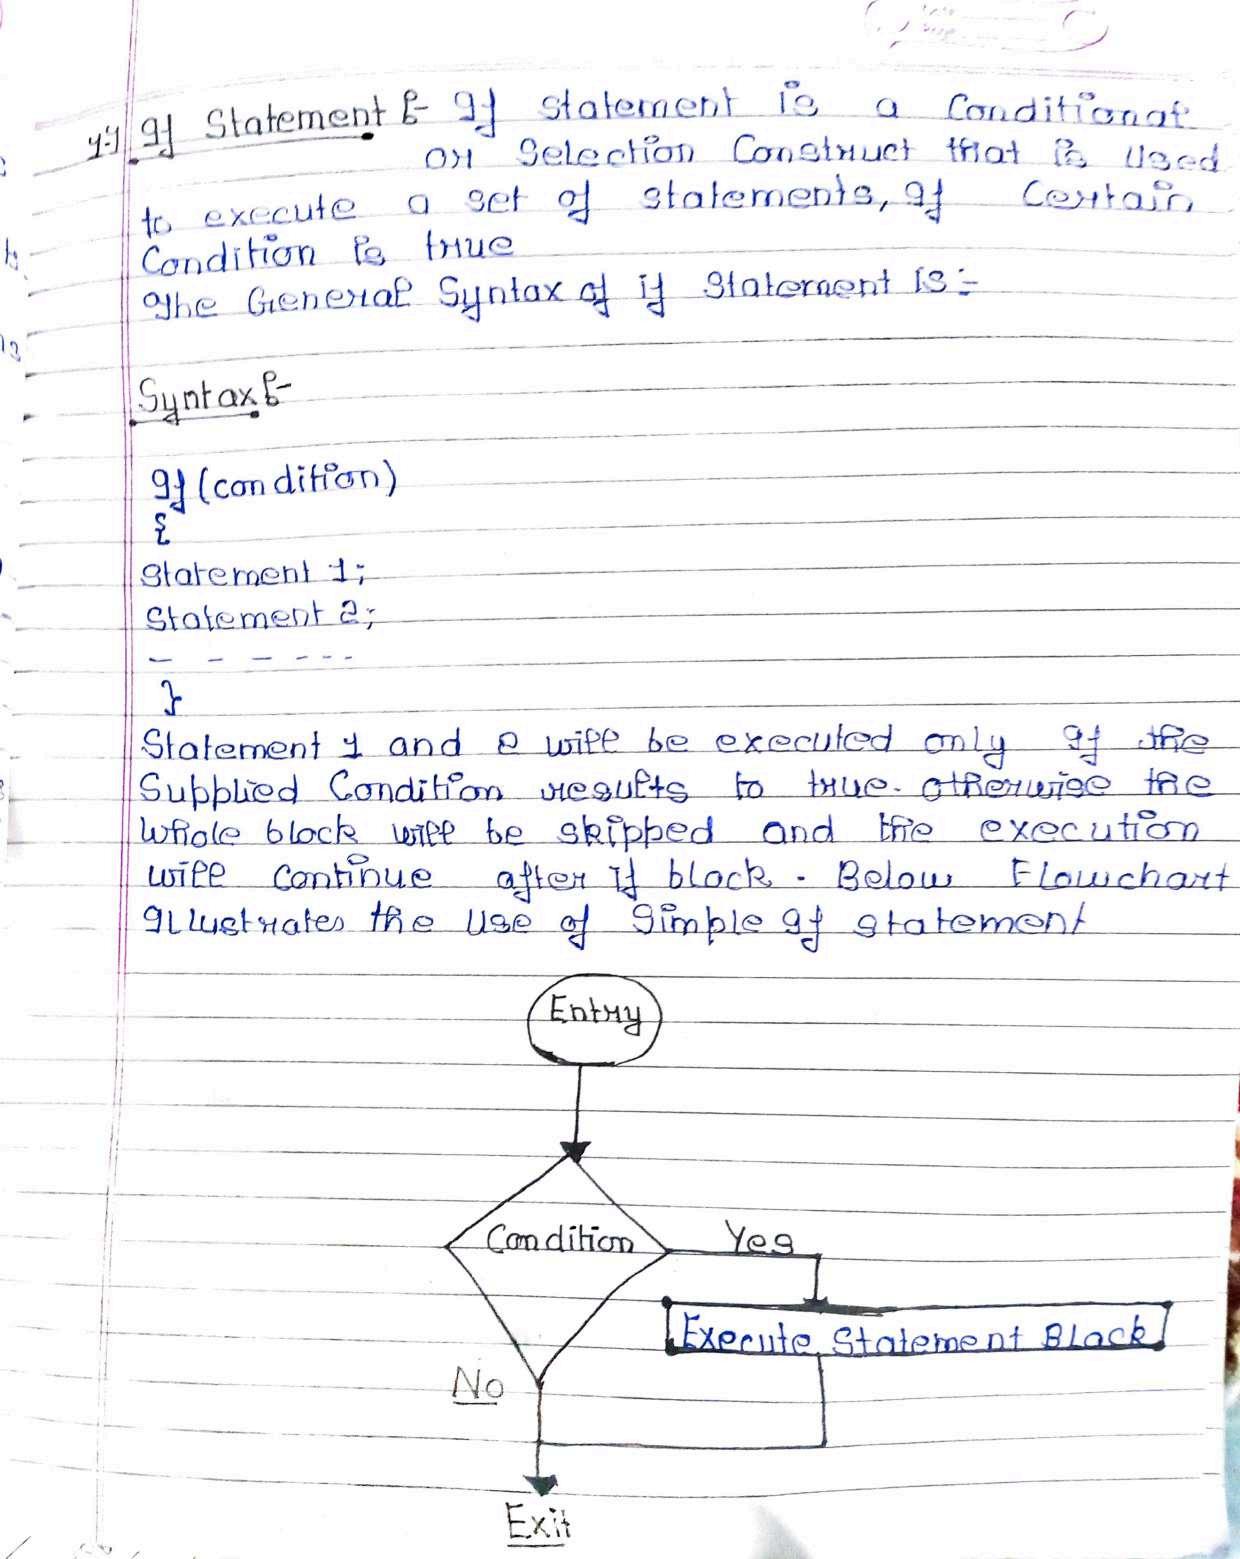 If Statement :- If statement is a Conditional
or Selection Construct that is used
to execute a set of statements, If Certain
Condition is true
The General Syntax of if Statement is :-
Syntax :-
If (condition)
{
Statement 1;
Statement 2;
- - - - - -
}
Statement 1 and 2 will be executed only If the
Supplied Condition results to true. otherwise the
whole block will be skipped and the execution
will continue after if block. Below Flowchart
Illustrates the use of Simple If statement
Entry
Condition
Yes
Execute Statement Block
No
Exit